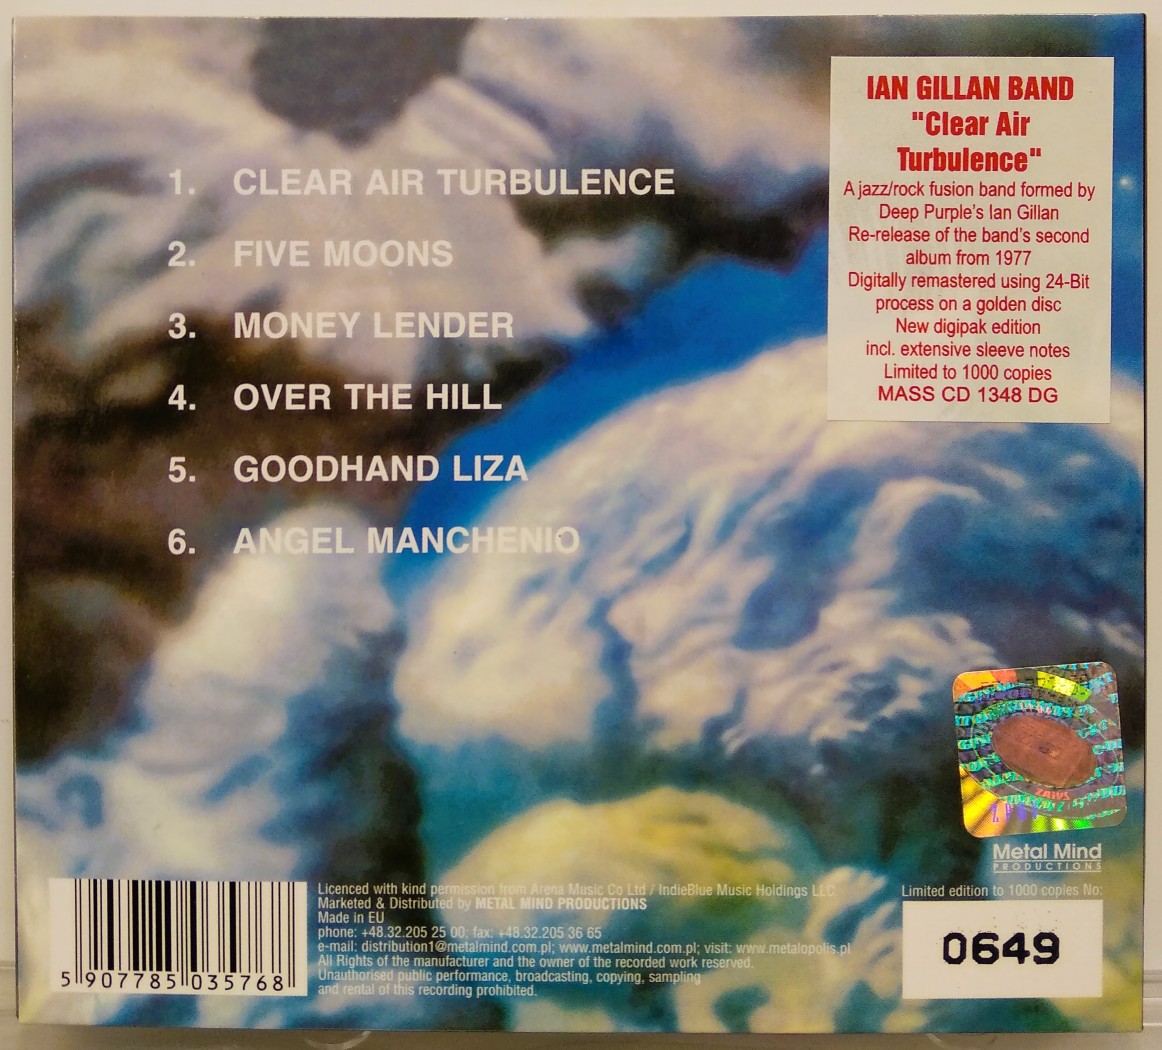 IAN GILLAN BAND
"Clear Air
Turbulence"
A jazz/rock fusion band formed by
Deep Purple's Ian Gillan
Re-release of the band's second
album from 1977
Digitally remastered using 24-Bit
process on a golden disc
New digipak edition
incl. extensive sleeve notes
Limited to 1000 copies
MASS CD 1348 DG
1. CLEAR AIR TURBULENCE
2. FIVE MOONS
3. MONEY LENDER
4. OVER THE HILL
5. GOODHAND LIZA
6. ANGEL MANCHENIO
ZAIKS
Metal Mind
PRODUCTIONS
5 907785 035768
Licenced with kind permission from Arena Music Co Ltd / IndieBlue Music Holdings LLC
Marketed & Distributed by METAL MIND PRODUCTIONS
Made in EU
phone: +48.32.205 25 00; fax: +48.32.205 36 65
e-mail: distribution1@metalmind.com.pl; www.metalmind.com.pl; visit: www.metalopolis.pl
All Rights of the manufacturer and the owner of the recorded work reserved.
Unauthorised public performance, broadcasting, copying, sampling
and rental of this recording prohibited.
Limited edition to 1000 copies No:
0649